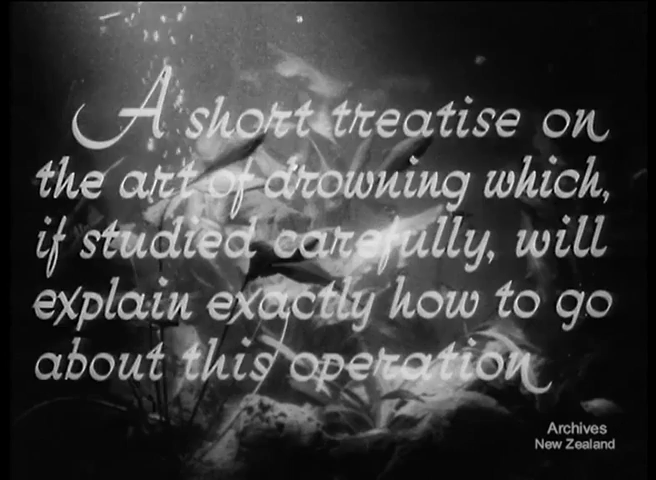 A short treatise on
the art of drowning which,
if studied carefully, will
explain exactly how to go
about this operation
Archives
New Zealand